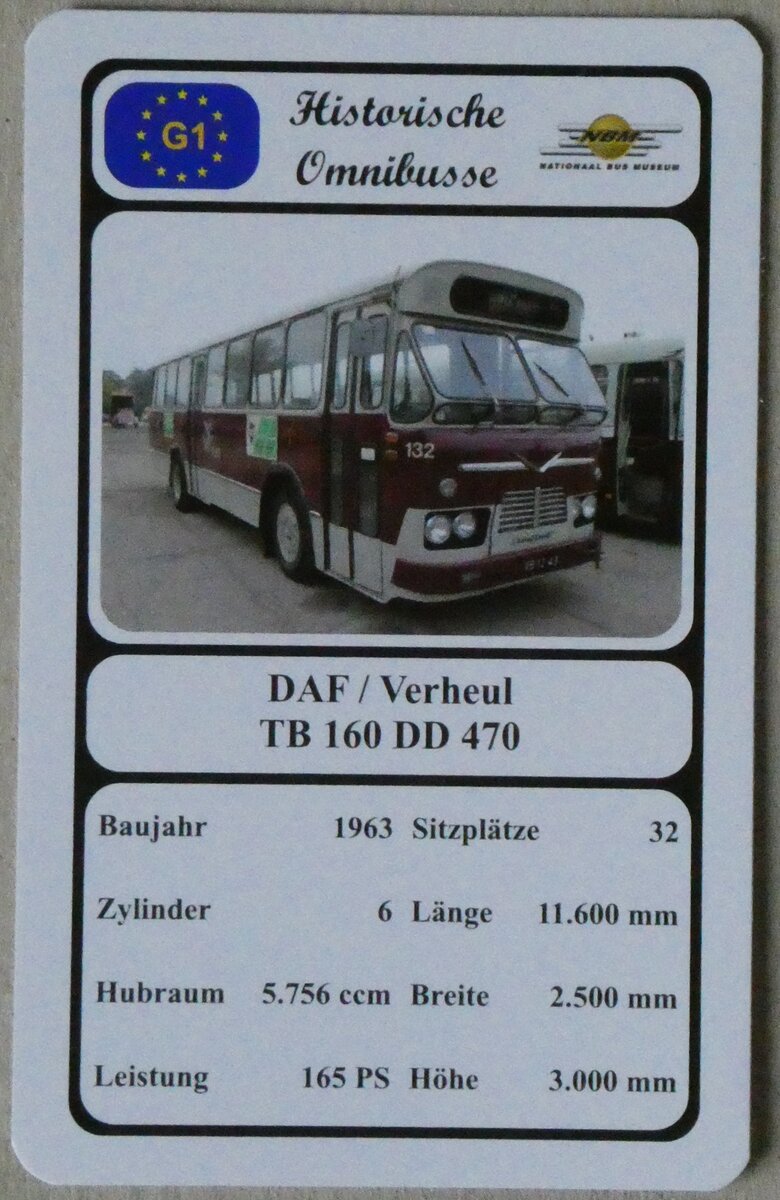 G1
Historische
Omnibusse
NBM
NATIONAAL BUS MUSEUM
132
DAF / Verheul
TB 160 DD 470
Baujahr 1963 Sitzplätze 32
Zylinder 6 Länge 11.600 mm
Hubraum 5.756 ccm Breite 2.500 mm
Leistung 165 PS Höhe 3.000 mm